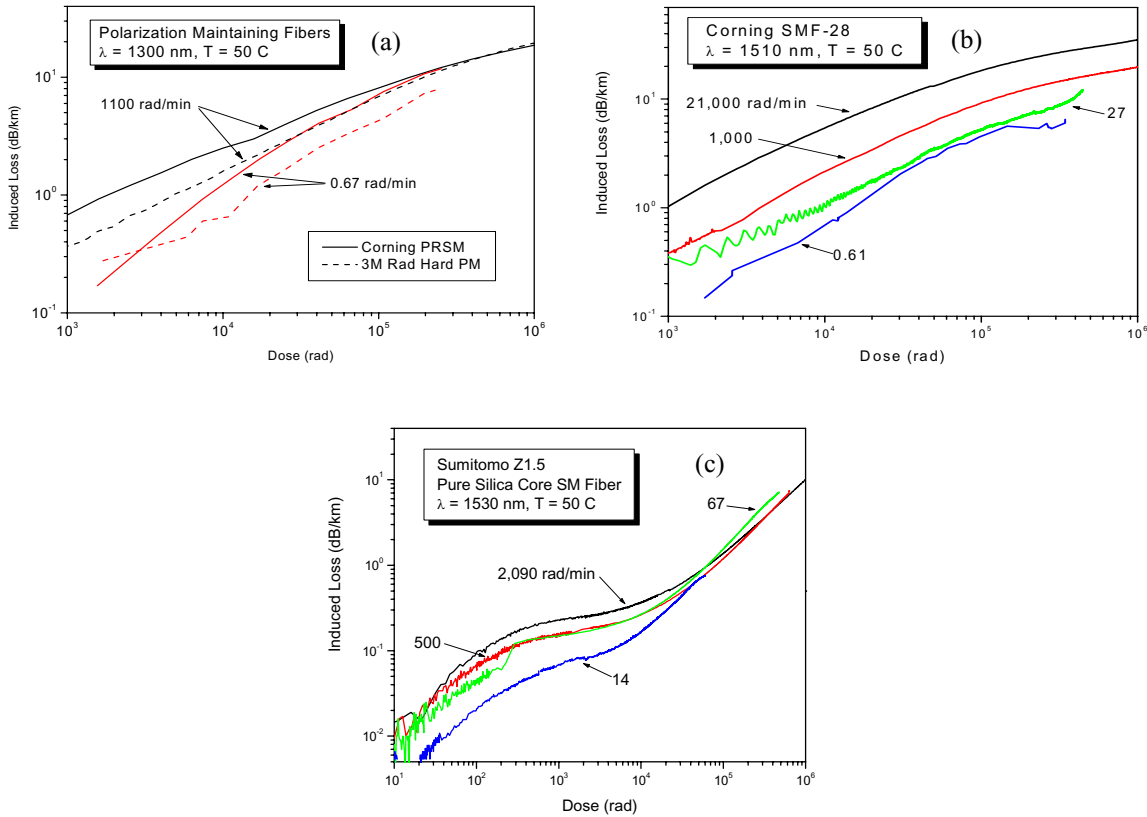 Polarization Maintaining Fibers
λ = 1300 nm, T = 50 C
(a)
1100 rad/min
0.67 rad/min
Corning PRSM
3M Rad Hard PM
Induced Loss (dB/km)
10^1
10^0
10^-1
10^3
10^4
10^5
10^6
Dose (rad)
Corning SMF-28
λ = 1510 nm, T = 50 C
(b)
21,000 rad/min
1,000
27
0.61
Induced Loss (dB/km)
10^1
10^0
10^-1
10^3
10^4
10^5
10^6
Dose (rad)
Sumitomo Z1.5
Pure Silica Core SM Fiber
λ = 1530 nm, T = 50 C
(c)
67
2,090 rad/min
500
14
Induced Loss (dB/km)
10^1
10^0
10^-1
10^-2
10^1
10^2
10^3
10^4
10^5
10^6
Dose (rad)